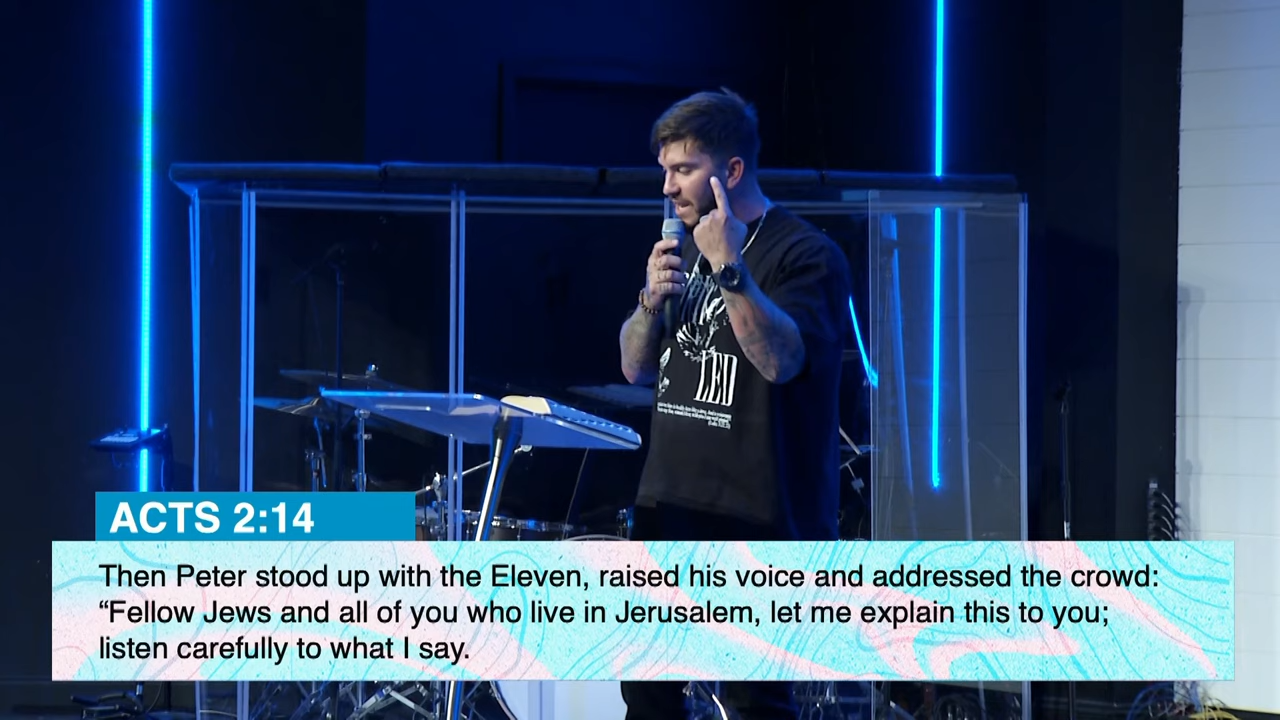 LED
ACTS 2:14
Then Peter stood up with the Eleven, raised his voice and addressed the crowd:
“Fellow Jews and all of you who live in Jerusalem, let me explain this to you;
listen carefully to what I say.